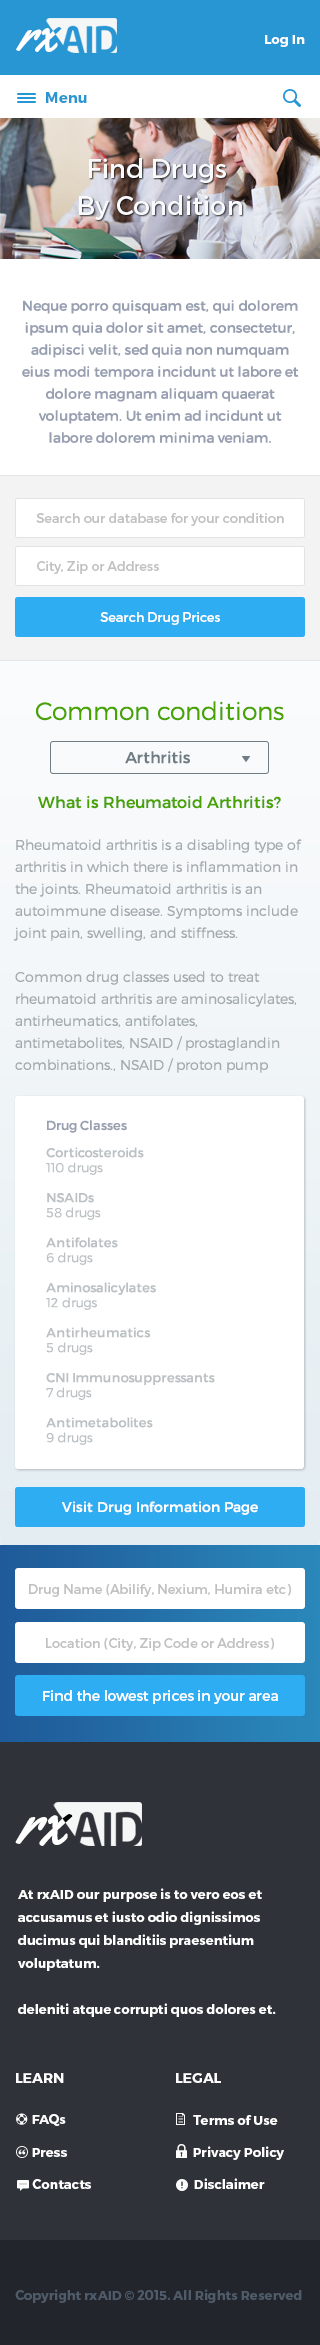 rxAID
Log In
Menu
Find Drugs
By Condition
Neque porro quisquam est, qui dolorem
ipsum quia dolor sit amet, consectetur,
adipisci velit, sed quia non numquam
eius modi tempora incidunt ut labore et
dolore magnam aliquam quaerat
voluptatem. Ut enim ad incidunt ut
labore dolorem minima veniam.
Search our database for your condition
City, Zip or Address
Search Drug Prices
Common conditions
Arthritis
What is Rheumatoid Arthritis?
Rheumatoid arthritis is a disabling type of
arthritis in which there is inflammation in
the joints. Rheumatoid arthritis is an
autoimmune disease. Symptoms include
joint pain, swelling, and stiffness.
Common drug classes used to treat
rheumatoid arthritis are aminosalicylates,
antirheumatics, antifolates,
antimetabolites, NSAID / prostaglandin
combinations., NSAID / proton pump
Drug Classes
Corticosteroids
110 drugs
NSAIDs
58 drugs
Antifolates
6 drugs
Aminosalicylates
12 drugs
Antirheumatics
5 drugs
CNI Immunosuppressants
7 drugs
Antimetabolites
9 drugs
Visit Drug Information Page
Drug Name (Abilify, Nexium, Humira etc)
Location (City, Zip Code or Address)
Find the lowest prices in your area
rxAID
At rxAID our purpose is to vero eos et
accusamus et iusto odio dignissimos
ducimus qui blanditiis praesentium
voluptatum.
deleniti atque corrupti quos dolores et.
LEARN
FAQs
Press
Contacts
LEGAL
Terms of Use
Privacy Policy
Disclaimer
Copyright rxAID © 2015. All Rights Reserved